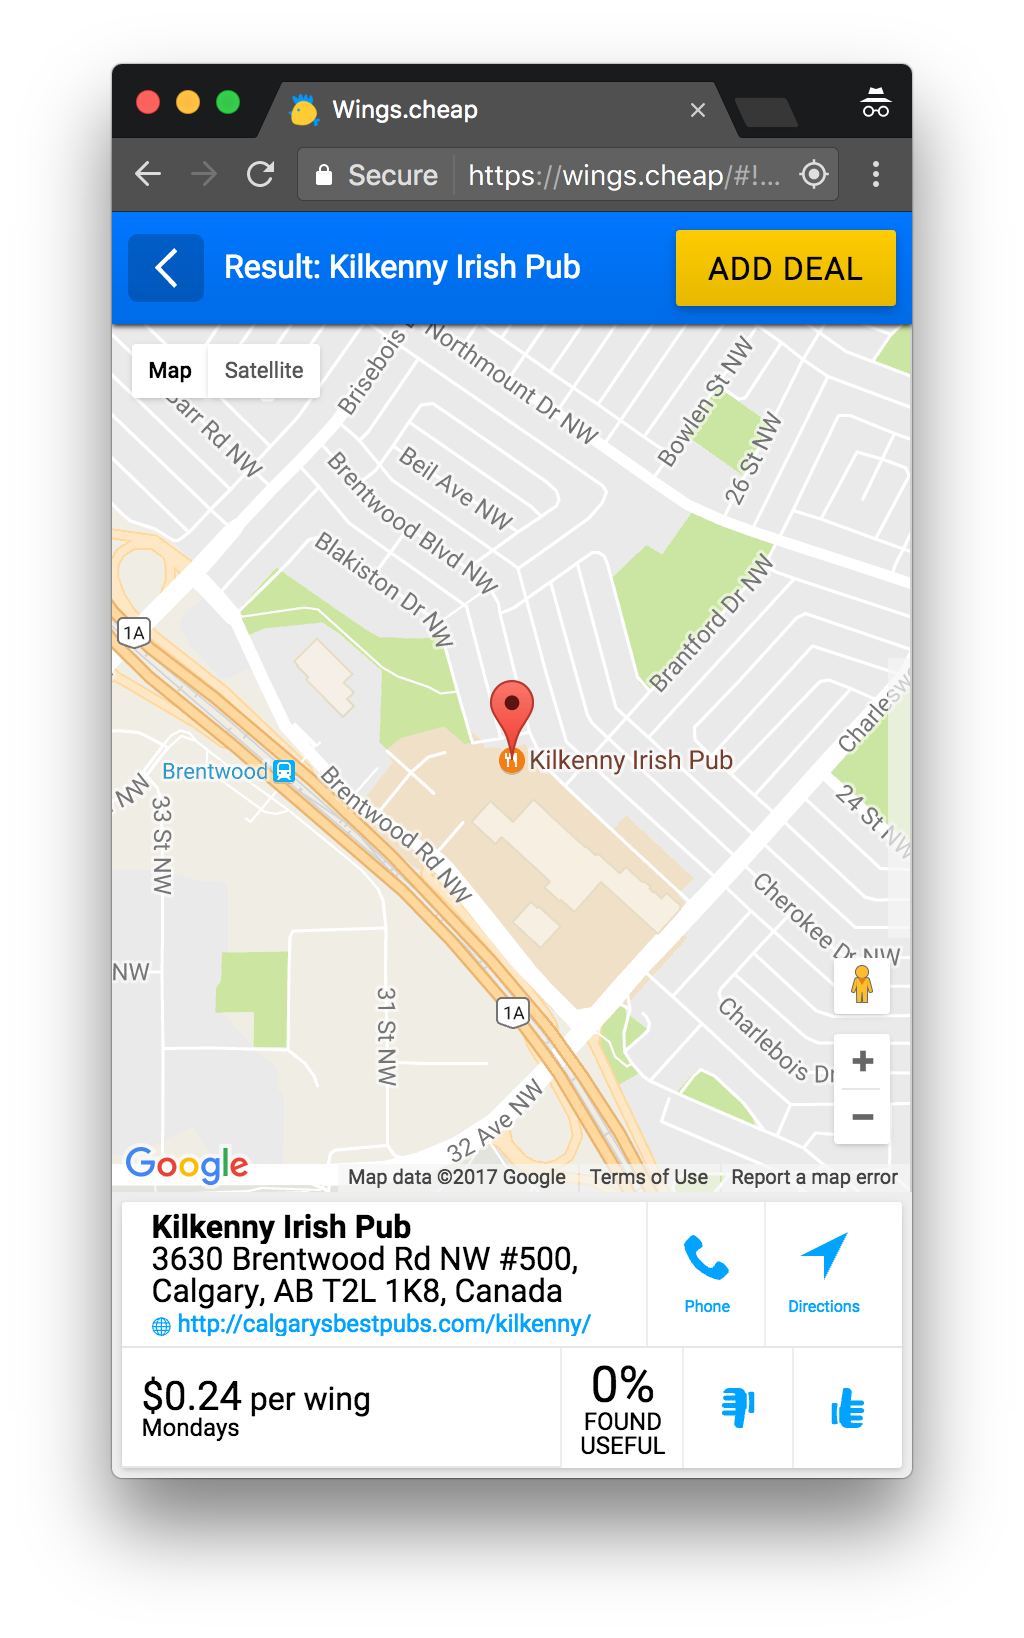 Wings.cheap
Secure
https://wings.cheap/#!...
Result: Kilkenny Irish Pub
ADD DEAL
Map
Satellite
Brisebois
Northmount Dr NW
Bowlen St NW
26 St NW
Rd NW
Beil Ave NW
Brentwood Blvd NW
Blakiston Dr NW
Brantford Dr NW
1A
Kilkenny Irish Pub
Brentwood
Brentwood Rd NW
NW
33 St NW
24 St NW
Cherokee Dr NW
NW
31 St NW
1A
Charlebois Dr
32 Ave NW
+
−
Google
Map data ©2017 Google
Terms of Use
Report a map error
Kilkenny Irish Pub
3630 Brentwood Rd NW #500,
Calgary, AB T2L 1K8, Canada
http://calgarysbestpubs.com/kilkenny/
Phone
Directions
$0.24 per wing
Mondays
0%
FOUND
USEFUL